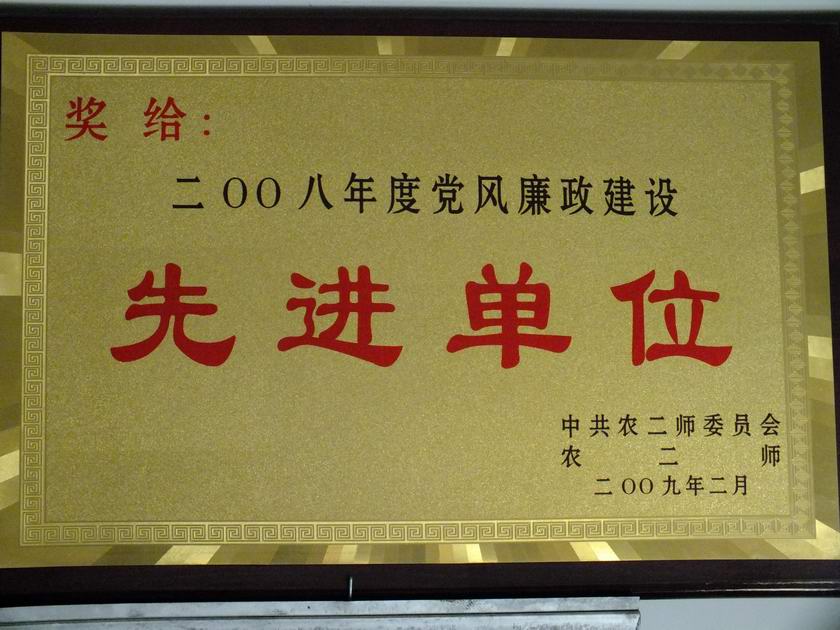 奖给:
二OO八年度党风廉政建设
先进单位
中共农二师委员会
农二师
二OO九年二月